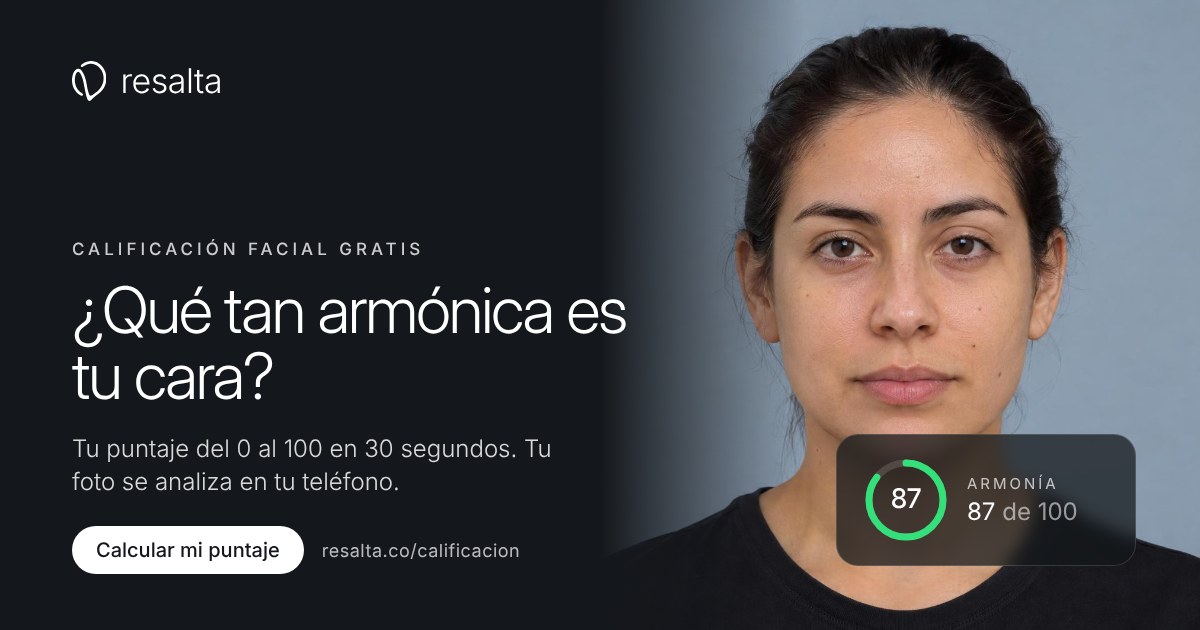 resalta
CALIFICACIÓN FACIAL GRATIS
¿Qué tan armónica es
tu cara?
Tu puntaje del 0 al 100 en 30 segundos. Tu
foto se analiza en tu teléfono.
Calcular mi puntaje
resalta.co/calificacion
87
ARMONÍA
87 de 100